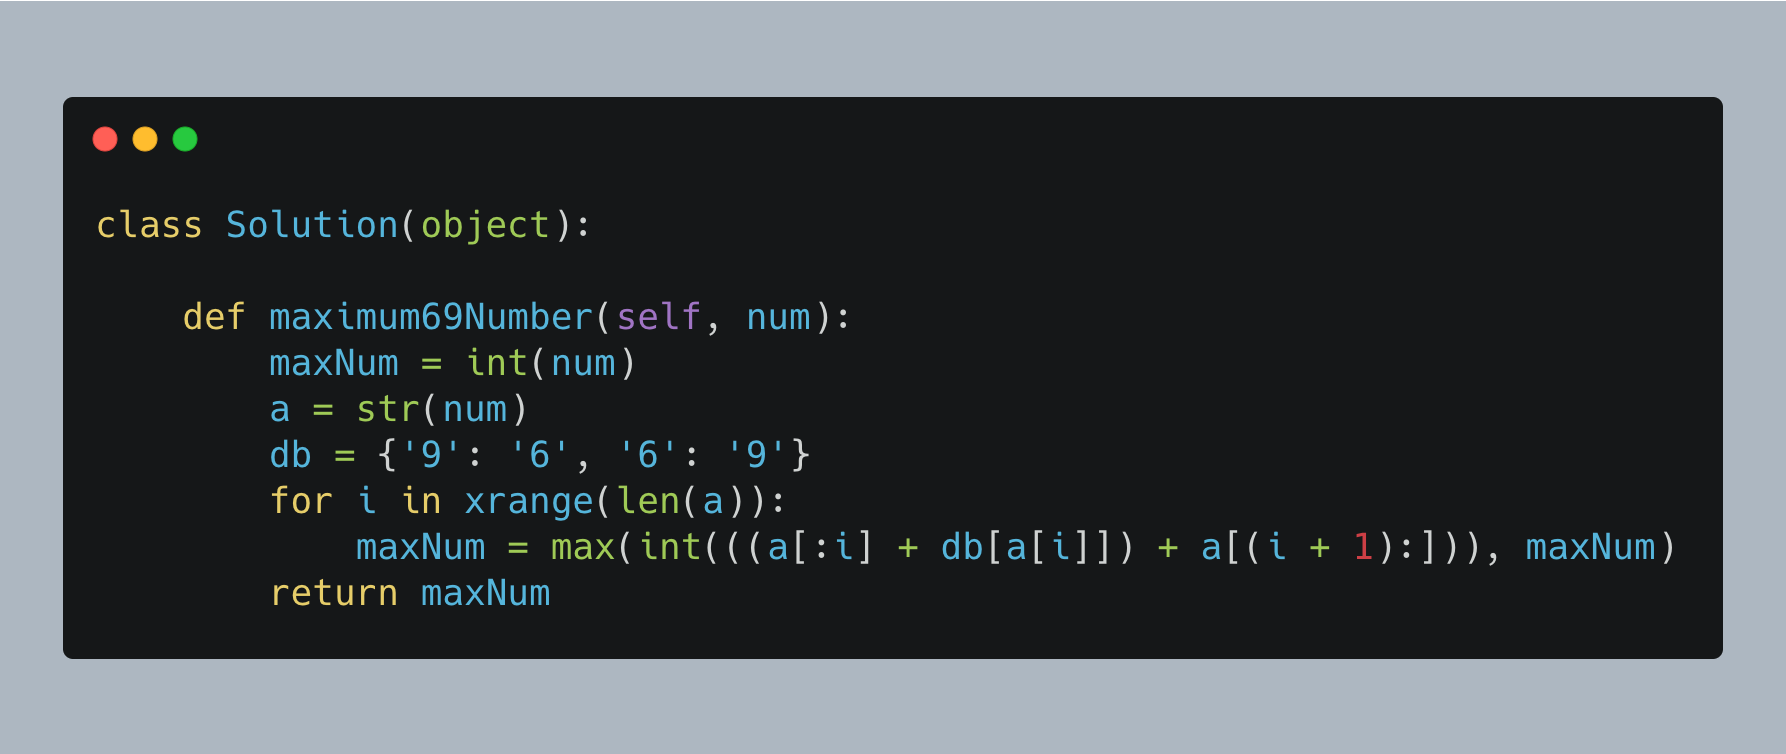 class Solution(object):

    def maximum69Number(self, num):
        maxNum = int(num)
        a = str(num)
        db = {'9': '6', '6': '9'}
        for i in xrange(len(a)):
            maxNum = max(int(((a[:i] + db[a[i]]) + a[(i + 1):])), maxNum)
        return maxNum